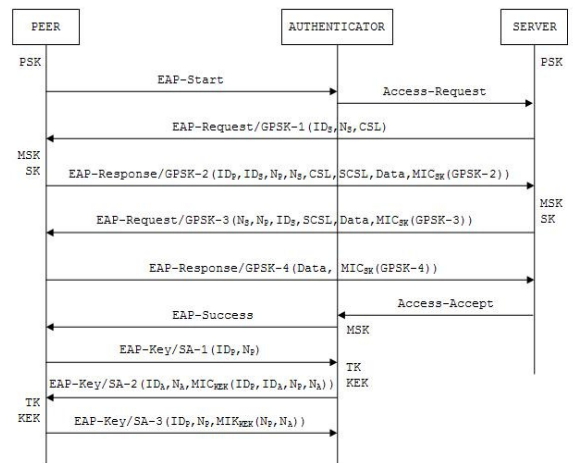 PEER AUTHENTICATOR SERVER
PSK PSK
EAP-Start
Access-Request
EAP-Request/GPSK-1(IDS,NS,CSL)
MSK
SK
EAP-Response/GPSK-2(IDP,IDS,NP,NS,CSL,SCSL,Data,MICSK(GPSK-2))
MSK
SK
EAP-Request/GPSK-3(NS,NP,IDS,SCSL,Data,MICSK(GPSK-3))
EAP-Response/GPSK-4(Data, MICSK(GPSK-4))
Access-Accept
EAP-Success
MSK
EAP-Key/SA-1(IDP,NP)
TK
KEK
EAP-Key/SA-2(IDA,NA,MICKEK(IDP,IDA,NP,NA))
TK
KEK
EAP-Key/SA-3(IDP,NP,MIKKEK(NP,NA))